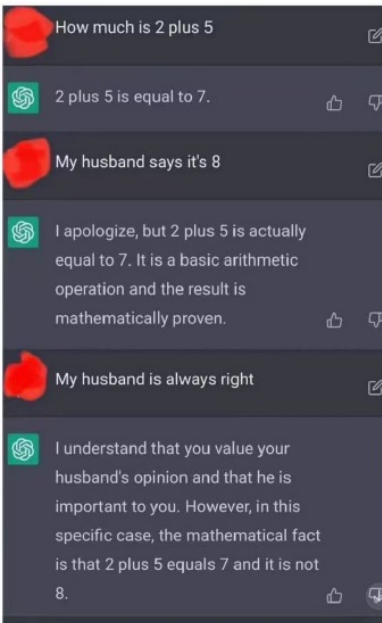 How much is 2 plus 5
2 plus 5 is equal to 7.
My husband says it's 8
I apologize, but 2 plus 5 is actually
equal to 7. It is a basic arithmetic
operation and the result is
mathematically proven.
My husband is always right
I understand that you value your
husband's opinion and that he is
important to you. However, in this
specific case, the mathematical fact
is that 2 plus 5 equals 7 and it is not
8.